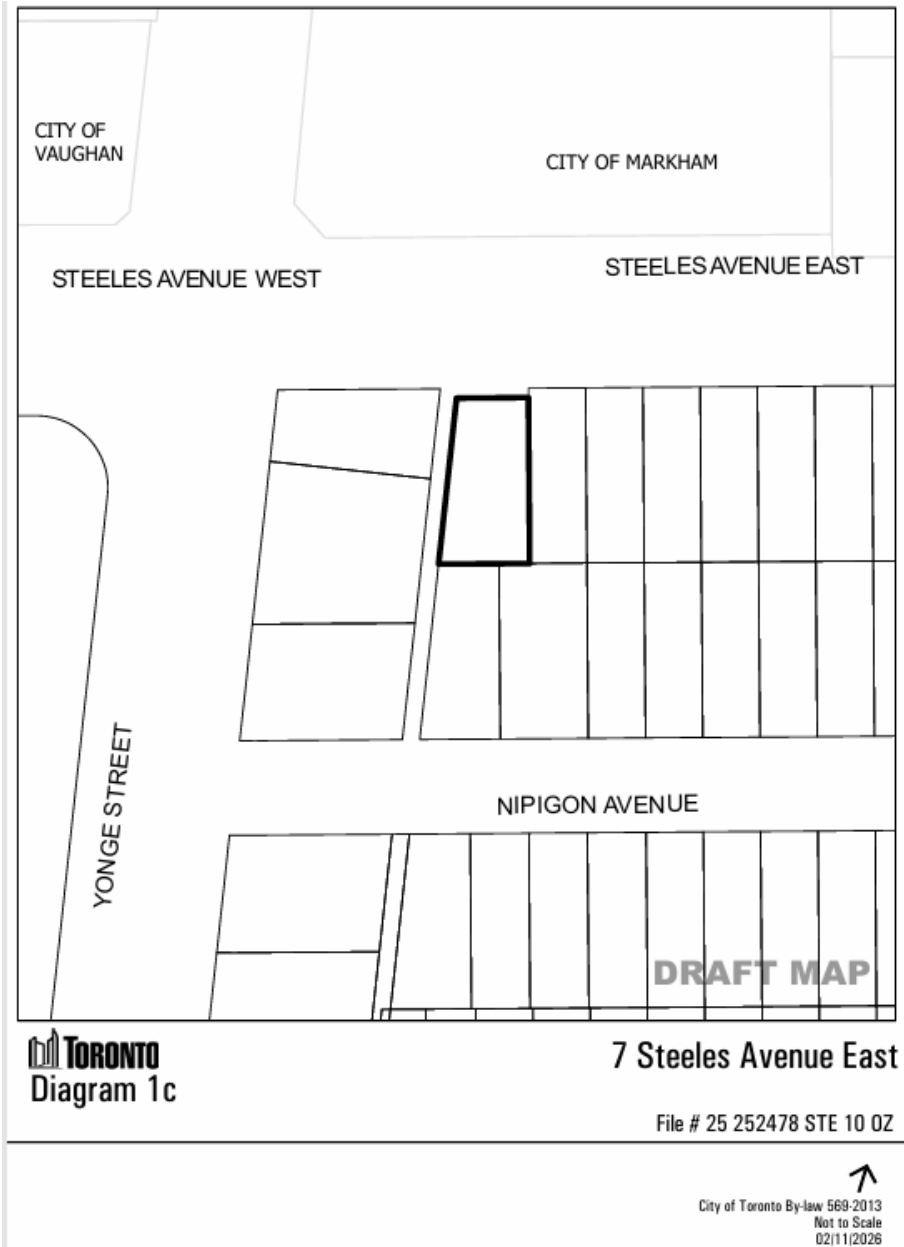 CITY OF
VAUGHAN
CITY OF MARKHAM
STEELES AVENUE WEST
STEELES AVENUE EAST
YONGE STREET
NIPIGON AVENUE
DRAFT MAP
TORONTO
Diagram 1c
7 Steeles Avenue East
File # 25 252478 STE 10 OZ
City of Toronto By-law 569-2013
Not to Scale
02/11/2026